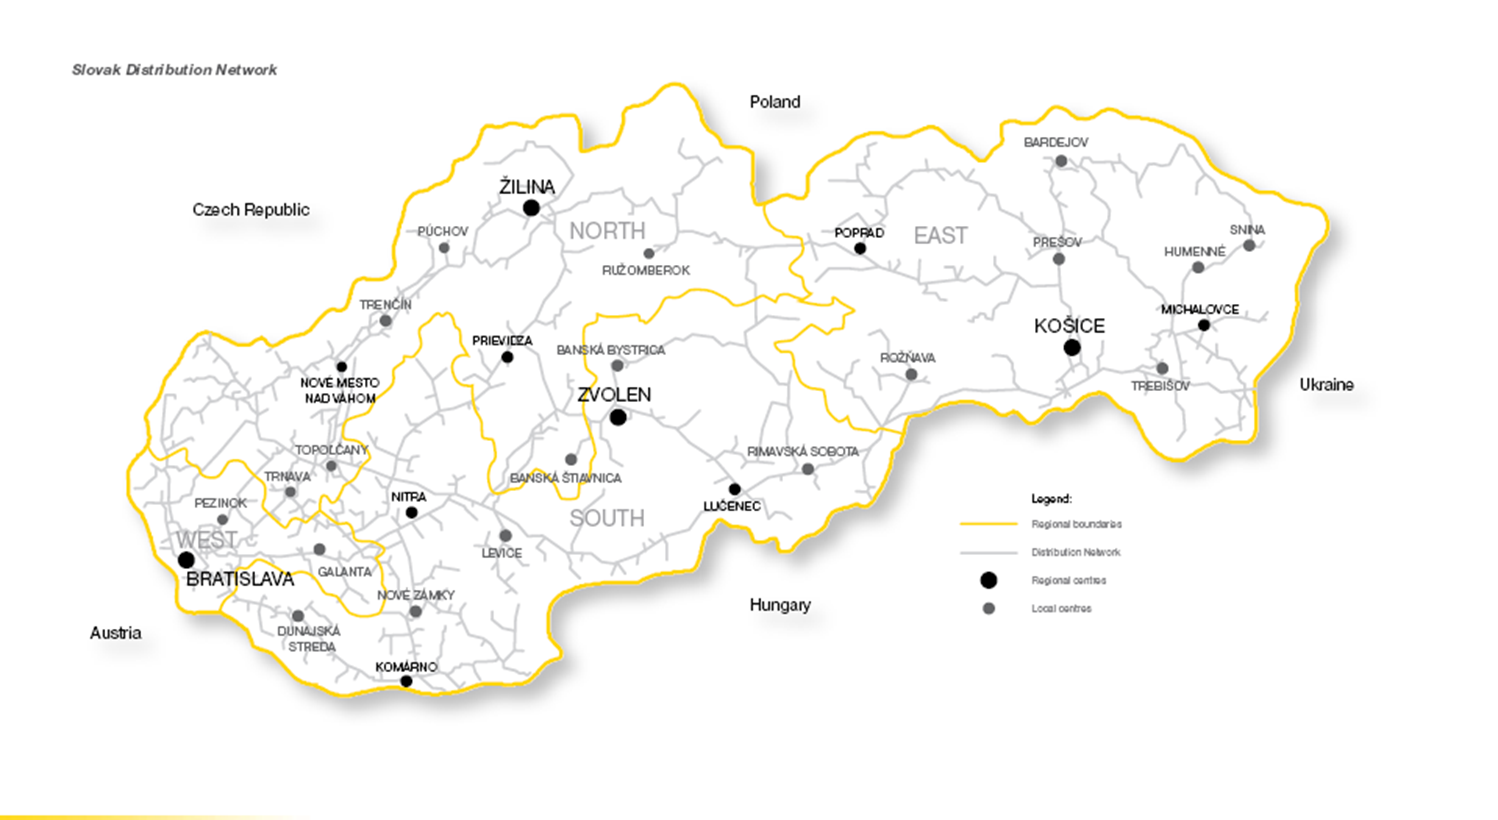 Slovak Distribution Network
Poland
Czech Republic
BARDEJOV
ŽILINA
PÚCHOV
NORTH
RUŽOMBEROK
POPRAD
EAST
PREŠOV
SNINA
HUMENNÉ
TRENČÍN
MICHALOVCE
PRIEVIDZA
KOŠICE
BANSKÁ BYSTRICA
ROŽŇAVA
NOVÉ MESTO
NAD VÁHOM
ZVOLEN
TREBIŠOV
Ukraine
TOPOĽČANY
RIMAVSKÁ SOBOTA
TRNAVA
BANSKÁ ŠTIAVNICA
PEZINOK
NITRA
LUČENEC
WEST
SOUTH
LEVICE
BRATISLAVA
GALANTA
NOVÉ ZÁMKY
Austria
DUNAJSKÁ
STREDA
KOMÁRNO
Hungary
Legend:
Regional boundaries
Distribution Network
Regional centres
Local centres